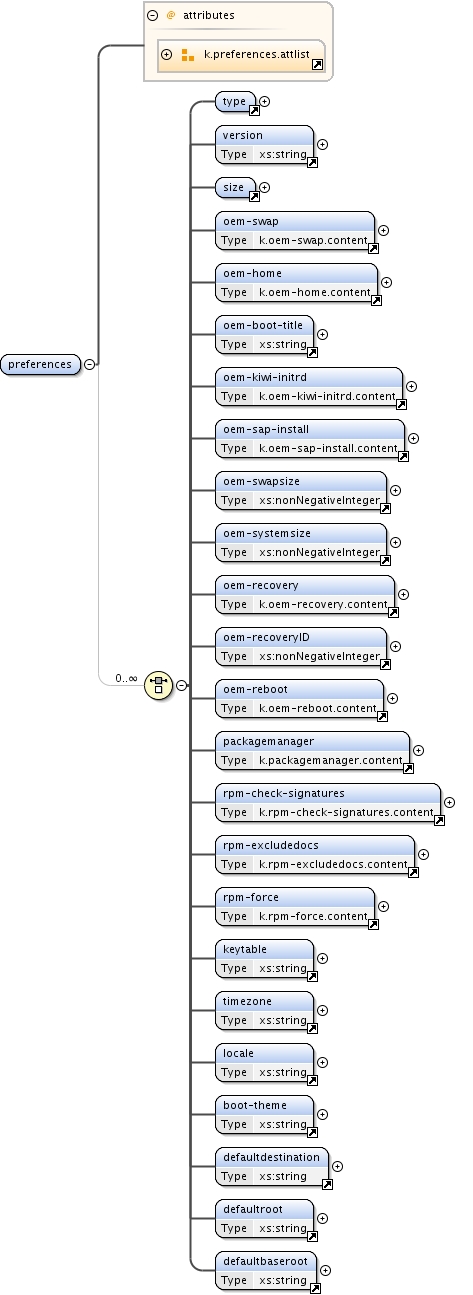 @ attributes
k.preferences.attlist
type
version
Type xs:string
size
oem-swap
Type k.oem-swap.content
oem-home
Type k.oem-home.content
oem-boot-title
Type xs:string
preferences
oem-kiwi-initrd
Type k.oem-kiwi-initrd.content
oem-sap-install
Type k.oem-sap-install.content
oem-swapsize
Type xs:nonNegativeInteger
oem-systemsize
Type xs:nonNegativeInteger
oem-recovery
Type k.oem-recovery.content
oem-recoveryID
Type xs:nonNegativeInteger
0..∞
oem-reboot
Type k.oem-reboot.content
packagemanager
Type k.packagemanager.content
rpm-check-signatures
Type k.rpm-check-signatures.content
rpm-excludedocs
Type k.rpm-excludedocs.content
rpm-force
Type k.rpm-force.content
keytable
Type xs:string
timezone
Type xs:string
locale
Type xs:string
boot-theme
Type xs:string
defaultdestination
Type xs:string
defaultroot
Type xs:string
defaultbaseroot
Type xs:string